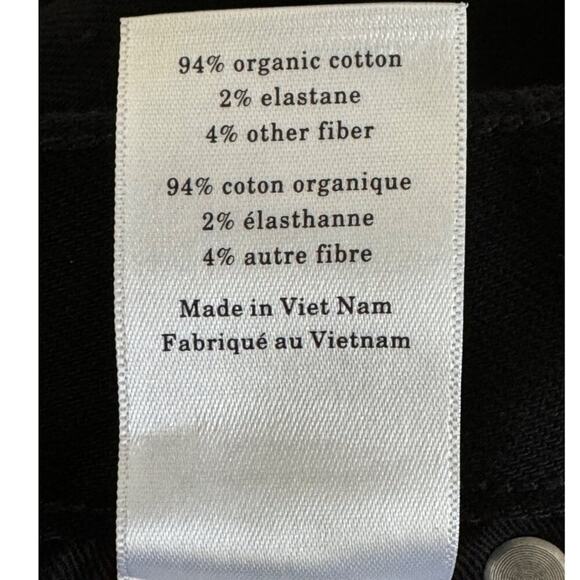 94% organic cotton
2% elastane
4% other fiber
94% coton organique
2% élasthanne
4% autre fibre
Made in Viet Nam
Fabriqué au Vietnam